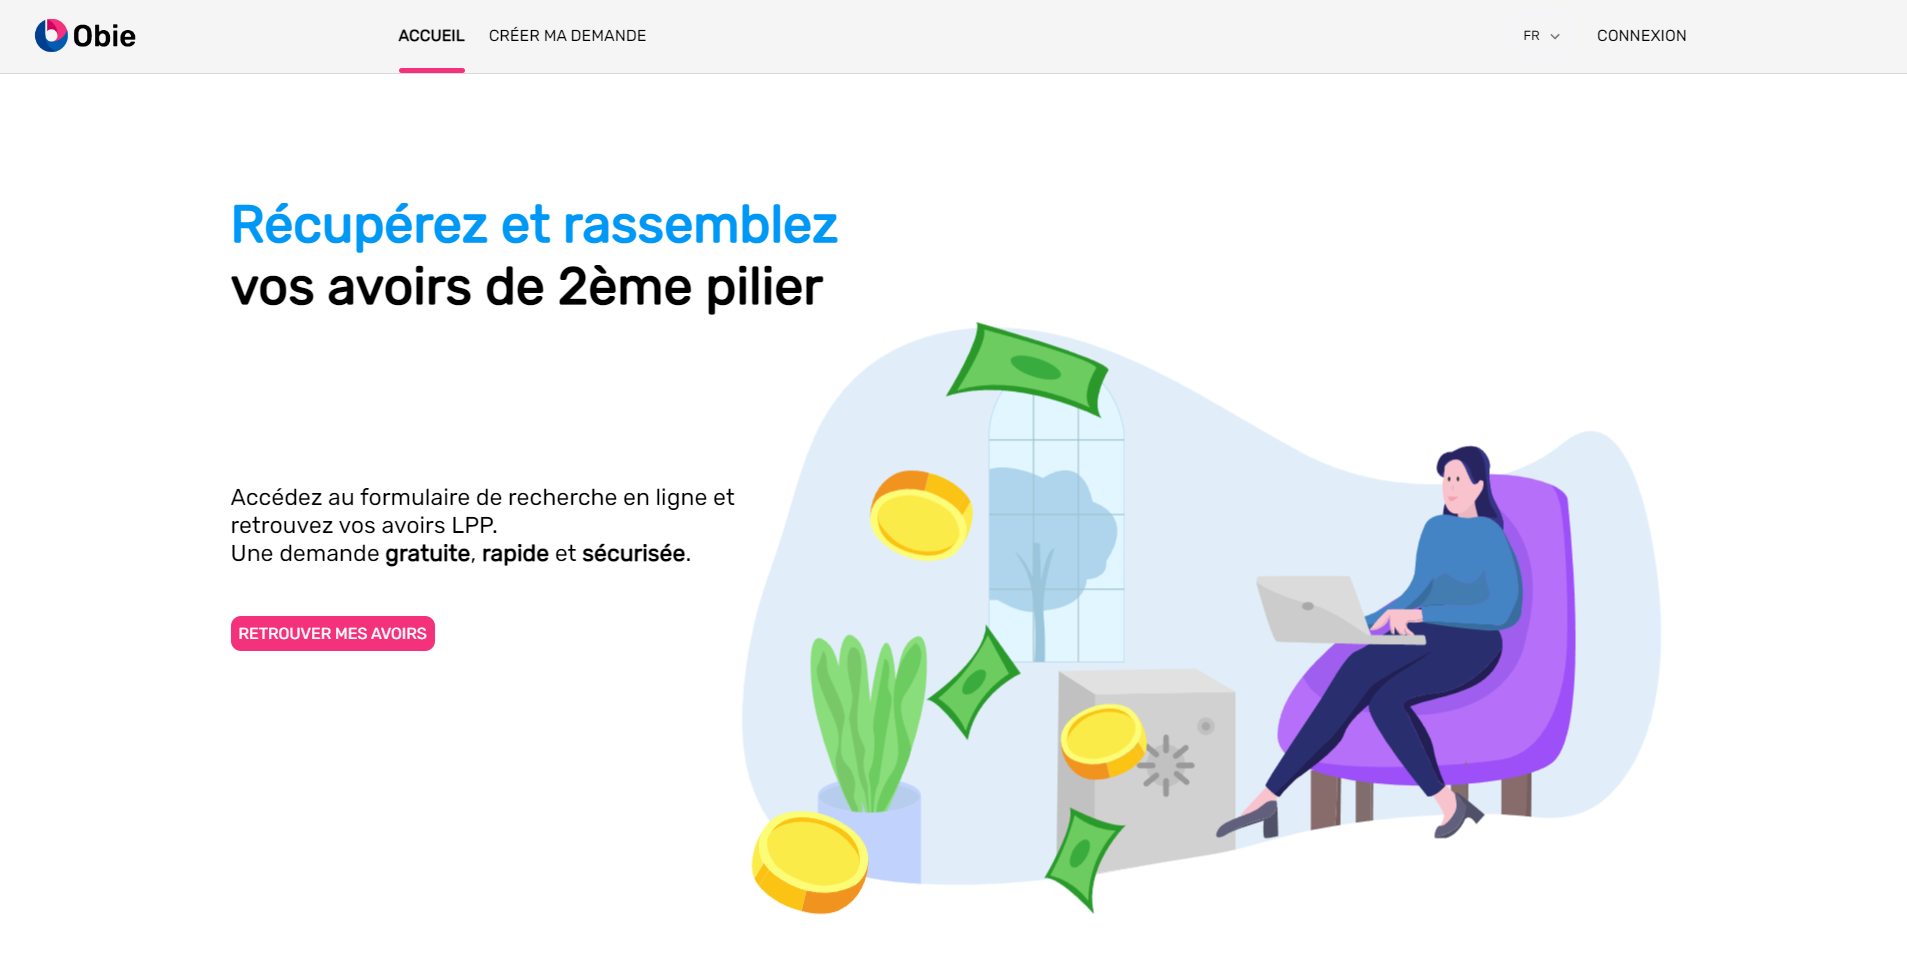 Obie
ACCUEIL
CRÉER MA DEMANDE
FR
CONNEXION
Récupérez et rassemblez
vos avoirs de 2ème pilier
Accédez au formulaire de recherche en ligne et
retrouvez vos avoirs LPP.
Une demande gratuite, rapide et sécurisée.
RETROUVER MES AVOIRS